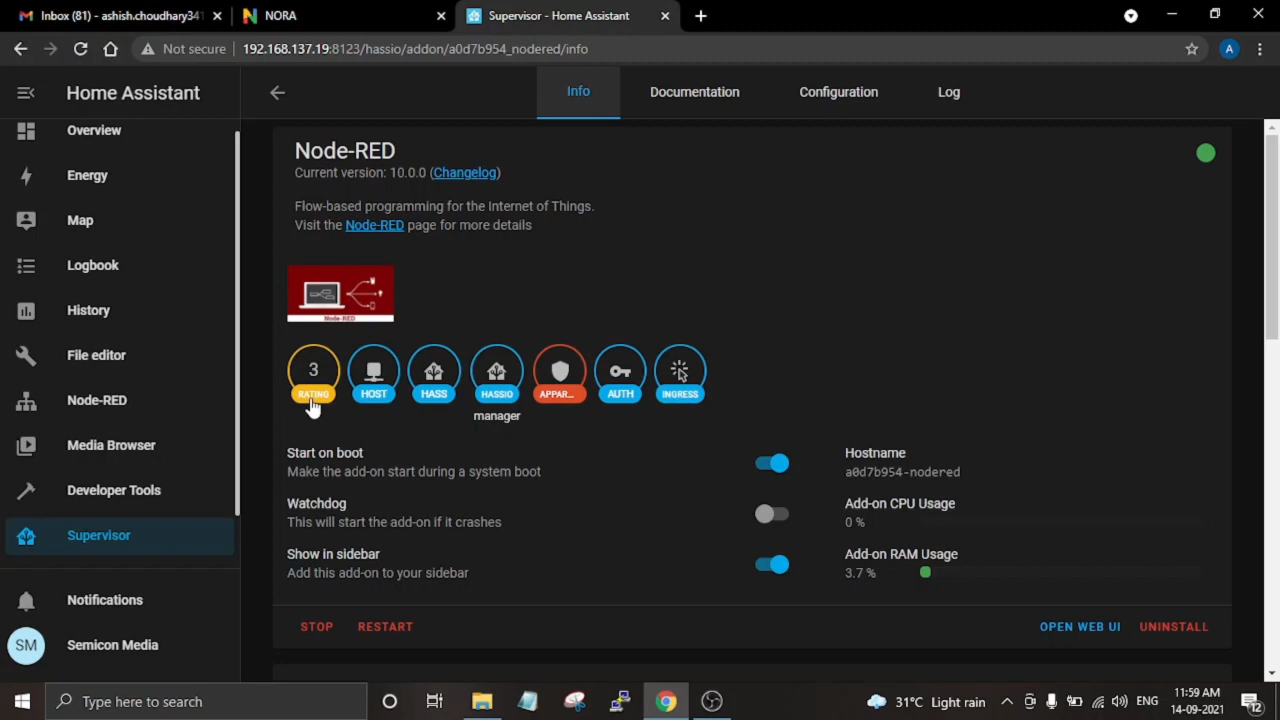 Inbox (81) - ashish.choudhary341
NORA
Supervisor - Home Assistant
Not secure
192.168.137.19:8123/hassio/addon/a0d7b954_nodered/info
A
Home Assistant
Info
Documentation
Configuration
Log
Overview
Energy
Map
Logbook
History
File editor
Node-RED
Media Browser
Developer Tools
Supervisor
Notifications
SM
Semicon Media
Node-RED
Current version: 10.0.0 (Changelog)
Flow-based programming for the Internet of Things.
Visit the Node-RED page for more details
Node-RED
3
RATING
HOST
HASS
HASSIO
APPAR...
AUTH
INGRESS
manager
Start on boot
Make the add-on start during a system boot
Hostname
a0d7b954-nodered
Watchdog
This will start the add-on if it crashes
Add-on CPU Usage
0 %
Show in sidebar
Add this add-on to your sidebar
Add-on RAM Usage
3.7 %
STOP
RESTART
OPEN WEB UI
UNINSTALL
Type here to search
31°C Light rain
ENG
11:59 AM
14-09-2021
12